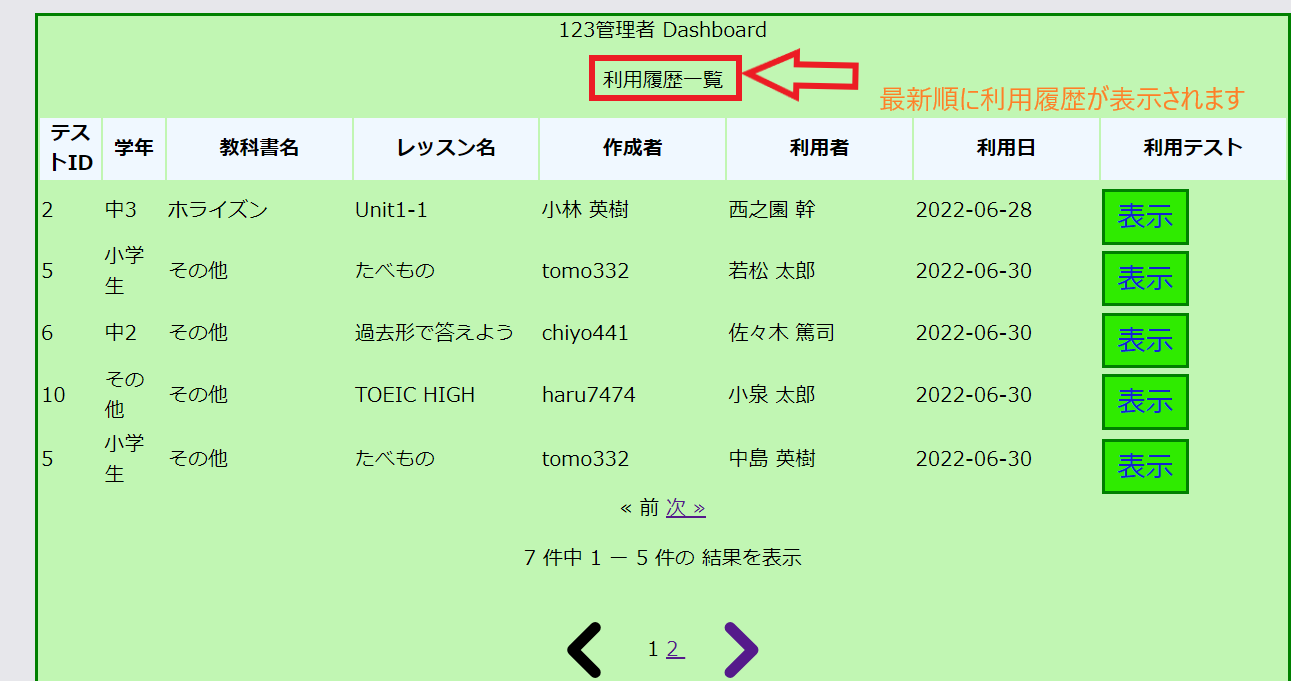 123管理者 Dashboard
利用履歴一覧
最新順に利用履歴が表示されます
テストID 学年 教科書名 レッスン名 作成者 利用者 利用日 利用テスト
2 中3 ホライズン Unit1-1 小林 英樹 西之園 幹 2022-06-28 表示
5 小学生 その他 たべもの tomo332 若松 太郎 2022-06-30 表示
6 中2 その他 過去形で答えよう chiyo441 佐々木 篤司 2022-06-30 表示
10 その他 その他 TOEIC HIGH haru7474 小泉 太郎 2022-06-30 表示
5 小学生 その他 たべもの tomo332 中島 英樹 2022-06-30 表示
« 前 次 »
7 件中 1 － 5 件の 結果を表示
1 2